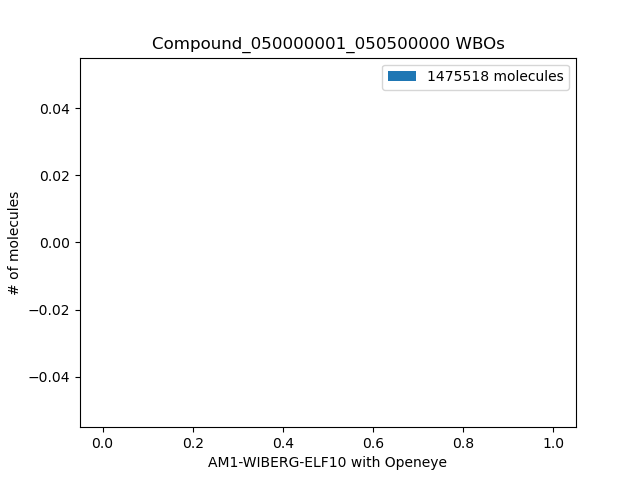 Compound_050000001_050500000 WBOs
1475518 molecules
0.04
0.02
0.00
−0.02
−0.04
# of molecules
0.0 0.2 0.4 0.6 0.8 1.0
AM1-WIBERG-ELF10 with Openeye